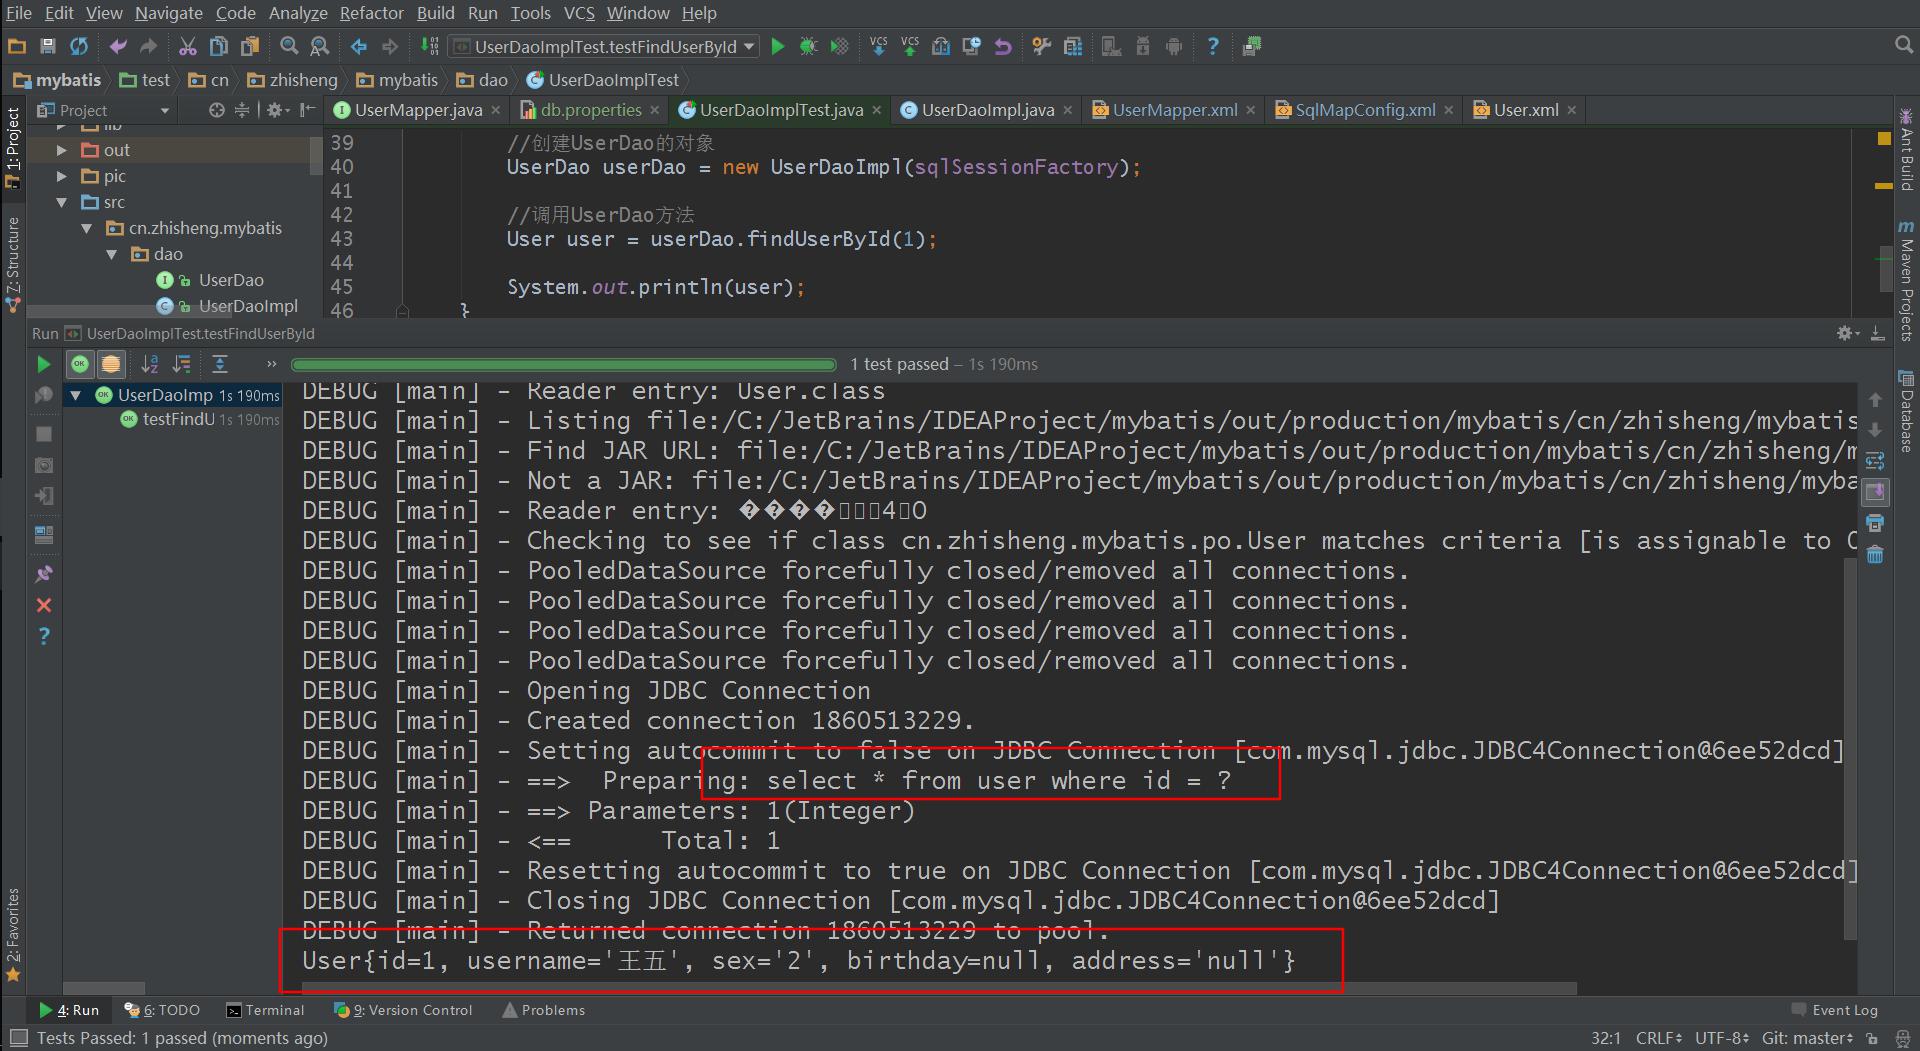 File Edit View Navigate Code Analyze Refactor Build Run Tools VCS Window Help
UserDaoImplTest.testFindUserById VCS VCS
mybatis test cn zhisheng mybatis dao UserDaoImplTest
Project UserMapper.java db.properties UserDaoImplTest.java UserDaoImpl.java UserMapper.xml SqlMapConfig.xml User.xml
1: Project
Z: Structure
2: Favorites
lib
out
pic
src
cn.zhisheng.mybatis
dao
UserDao
UserDaoImpl
39 //创建UserDao的对象
40 UserDao userDao = new UserDaoImpl(sqlSessionFactory);
41
42 //调用UserDao方法
43 User user = userDao.findUserById(1);
44
45 System.out.println(user);
46 }
Ant Build
Maven Projects
Database
Run UserDaoImplTest.testFindUserById
1 test passed – 1s 190ms
UserDaoImp 1s 190ms
testFindU 1s 190ms
DEBUG [main] - Reader entry: User.class
DEBUG [main] - Listing file:/C:/JetBrains/IDEAProject/mybatis/out/production/mybatis/cn/zhisheng/mybatis
DEBUG [main] - Find JAR URL: file:/C:/JetBrains/IDEAProject/mybatis/out/production/mybatis/cn/zhisheng/m
DEBUG [main] - Not a JAR: file:/C:/JetBrains/IDEAProject/mybatis/out/production/mybatis/cn/zhisheng/myba
DEBUG [main] - Reader entry: ����   4 0
DEBUG [main] - Checking to see if class cn.zhisheng.mybatis.po.User matches criteria [is assignable to O
DEBUG [main] - PooledDataSource forcefully closed/removed all connections.
DEBUG [main] - PooledDataSource forcefully closed/removed all connections.
DEBUG [main] - PooledDataSource forcefully closed/removed all connections.
DEBUG [main] - PooledDataSource forcefully closed/removed all connections.
DEBUG [main] - Opening JDBC Connection
DEBUG [main] - Created connection 1860513229.
DEBUG [main] - Setting autocommit to false on JDBC Connection [com.mysql.jdbc.JDBC4Connection@6ee52dcd]
DEBUG [main] - ==>  Preparing: select * from user where id = ?
DEBUG [main] - ==> Parameters: 1(Integer)
DEBUG [main] - <==      Total: 1
DEBUG [main] - Resetting autocommit to true on JDBC Connection [com.mysql.jdbc.JDBC4Connection@6ee52dcd]
DEBUG [main] - Closing JDBC Connection [com.mysql.jdbc.JDBC4Connection@6ee52dcd]
DEBUG [main] - Returned connection 1860513229 to pool.
User{id=1, username='王五', sex='2', birthday=null, address='null'}
4: Run 6: TODO Terminal 9: Version Control Problems Event Log
Tests Passed: 1 passed (moments ago) 32:1 CRLF UTF-8 Git: master